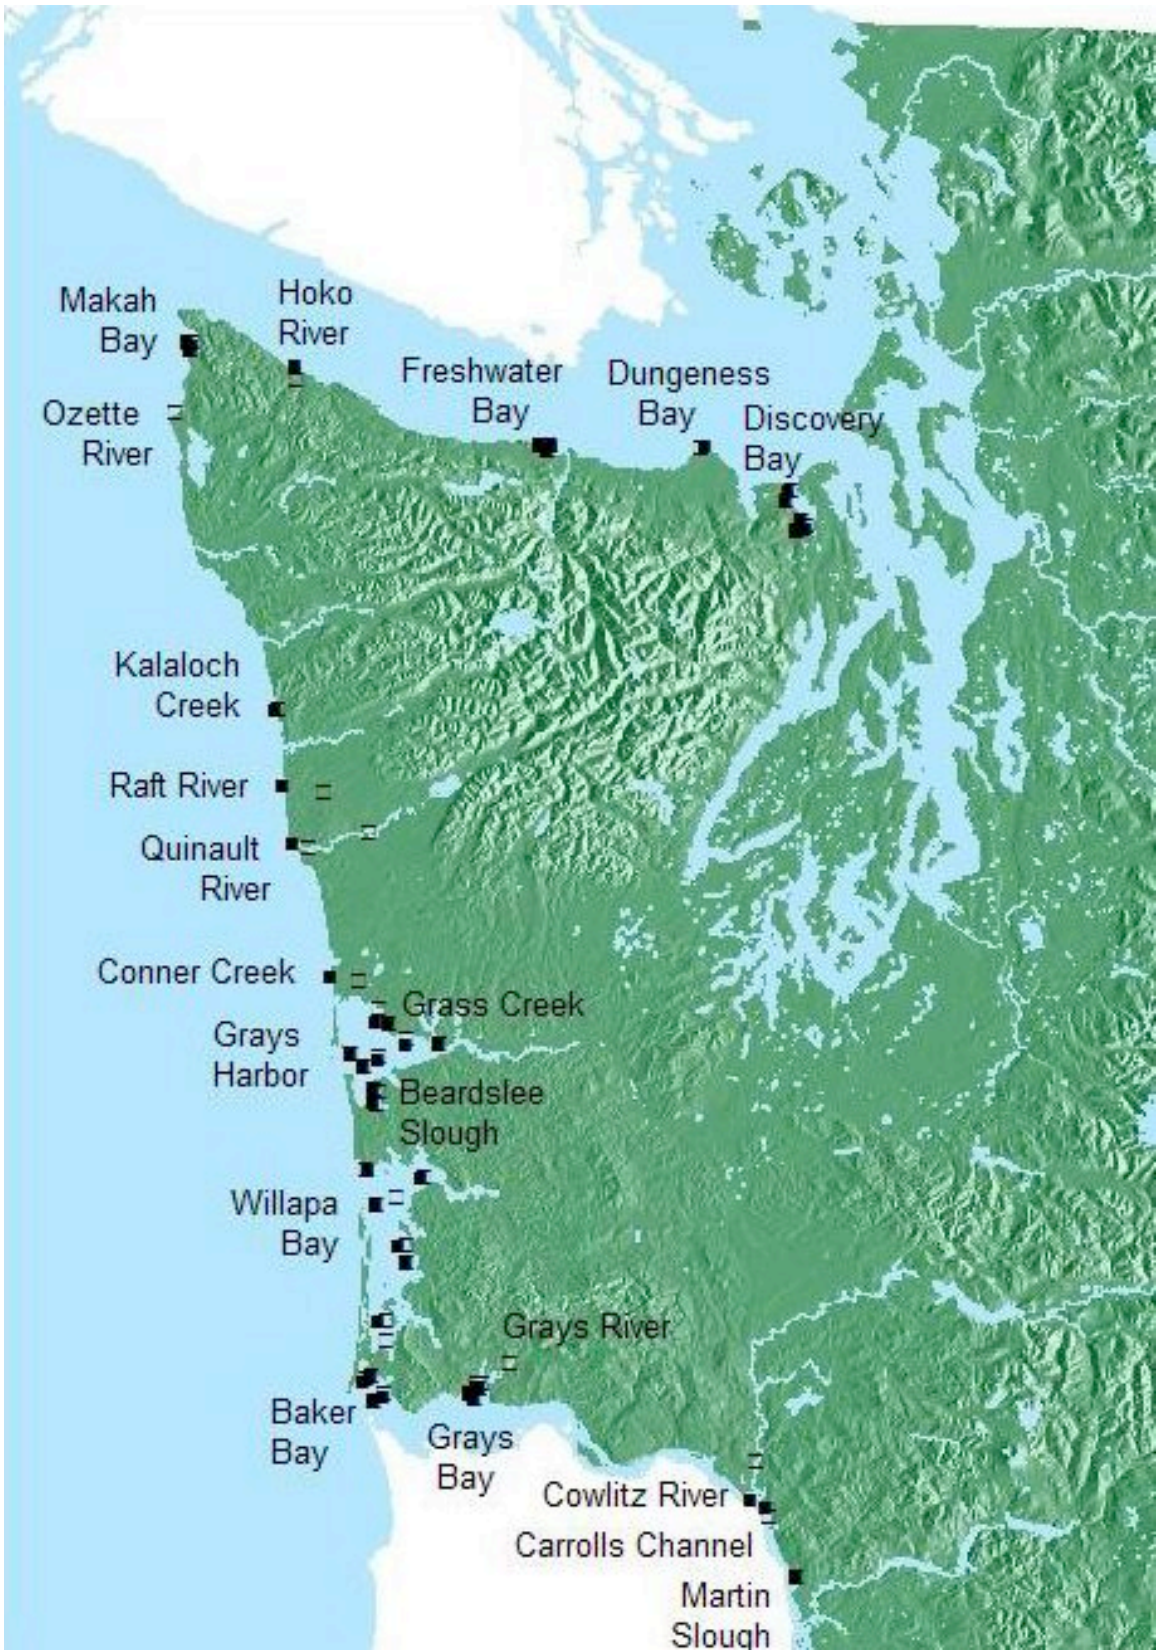 Makah
Bay
Hoko
River
Freshwater
Bay
Dungeness
Bay
Discovery
Bay
Ozette
River
Kalaloch
Creek
Raft River
Quinault
River
Conner Creek
Grass Creek
Grays
Harbor
Beardslee
Slough
Willapa
Bay
Grays River
Baker
Bay
Grays
Bay
Cowlitz River
Carrolls Channel
Martin
Slough